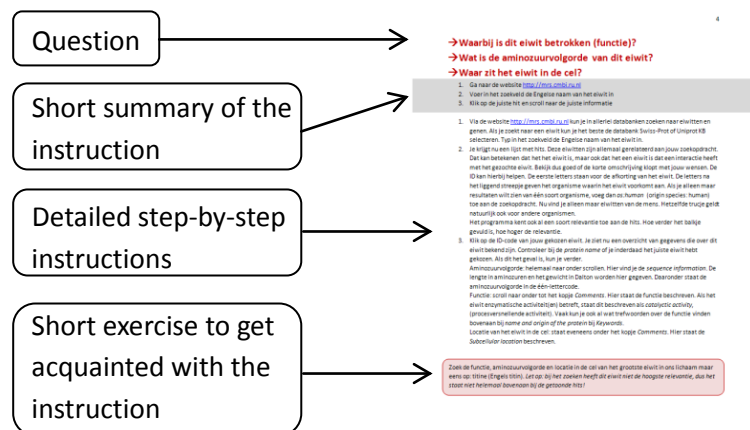 4
Question
Short summary of the
instruction
Detailed step-by-step
instructions
Short exercise to get
acquainted with the
instruction
→Waarbij is dit eiwit betrokken (functie)?
→Wat is de aminozuurvolgorde van dit eiwit?
→Waar zit het eiwit in de cel?
1. Ga naar de website http://mrs.cmbi.ru.nl
2. Voer in het zoekveld de Engelse naam van het eiwit in
3. Klik op de juiste hit en scroll naar de juiste informatie
1. Via de website http://mrs.cmbi.ru.nl kun je in allerlei databanken zoeken naar eiwitten en
genen. Als je zoekt naar een eiwit kun je het beste de databank Swiss-Prot of Uniprot KB
selecteren. Typ in het zoekveld de Engelse naam van het eiwit in.
2. Je krijgt nu een lijst met hits. Deze eiwitten zijn allemaal gerelateerd aan jouw zoekopdracht.
Dat kan betekenen dat het het eiwit is, maar ook dat het een eiwit is dat een interactie heeft
met het gezochte eiwit. Bekijk dus goed of de korte omschrijving klopt met jouw wensen. De
ID kan hierbij helpen. De eerste letters staan voor de afkorting van het eiwit. De letters na
het liggend streepje geven het organisme waarin het eiwit voorkomt aan. Als je alleen maar
resultaten wilt zien van één soort organisme, voeg dan os:human (origin species: human)
toe aan de zoekopdracht. Nu vind je alleen maar eiwitten van de mens. Hetzelfde trucje geldt
natuurlijk ook voor andere organismen.
Het programma kent ook al een soort relevantie toe aan de hits. Hoe verder het balkje
gevuld is, hoe hoger de relevantie.
3. Klik op de ID-code van jouw gekozen eiwit. Je ziet nu een overzicht van gegevens die over dit
eiwit bekend zijn. Controleer bij de protein name of je inderdaad het juiste eiwit hebt
gekozen. Als dit het geval is, kun je verder.
Aminozuurvolgorde: helemaal naar onder scrollen. Hier vind je de sequence information. De
lengte in aminozuren en het gewicht in Dalton worden hier gegeven. Daaronder staat de
aminozuurvolgorde in de één-lettercode.
Functie: scroll naar onder tot het kopje Comments. Hier staat de functie beschreven. Als het
eiwit enzymatische activiteit(en) betreft, staat dit beschreven als catalyctic activity,
(procesversnellende activiteit). Vaak kun je ook al wat trefwoorden over de functie vinden
bovenaan bij name and origin of the protein bij Keywords.
Locatie van het eiwit in de cel: staat eveneens onder het kopje Comments. Hier staat de
Subcellular location beschreven.
Zoek de functie, aminozuurvolgorde en locatie in de cel van het grootste eiwit in ons lichaam maar
eens op: titine (Engels titin). Let op: bij het zoeken heeft dit eiwit niet de hoogste relevantie, dus het
staat niet helemaal bovenaan bij de getoonde hits!